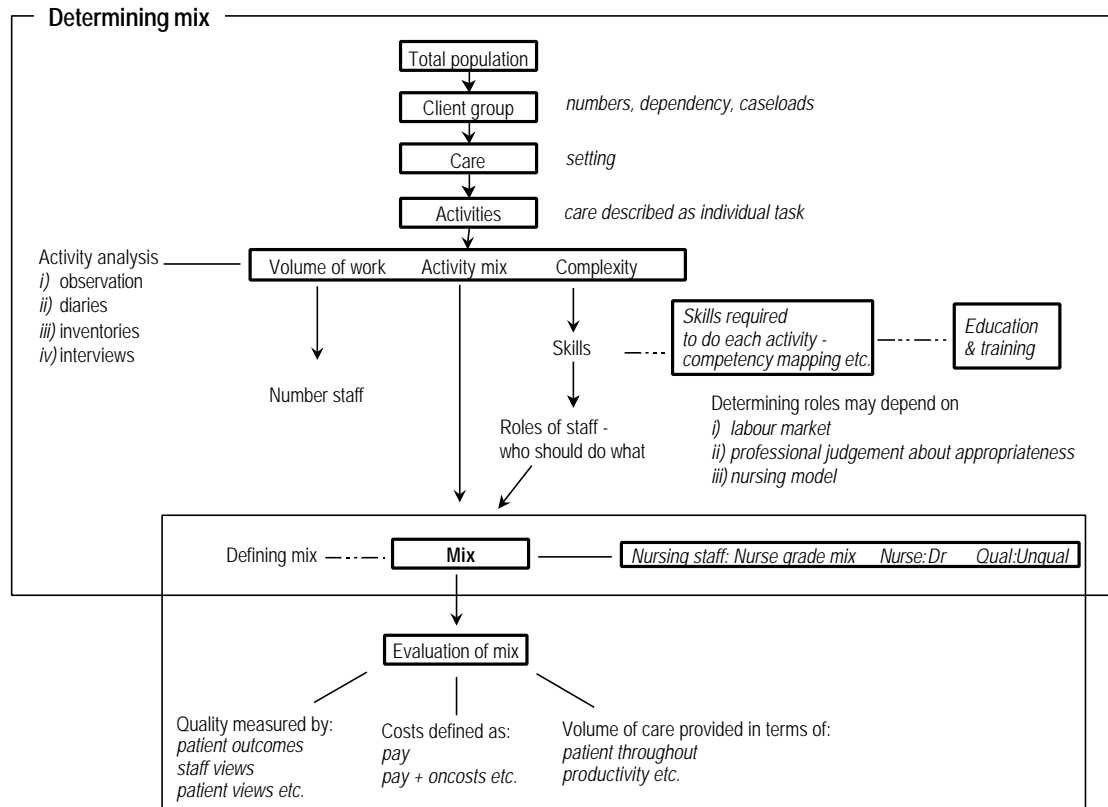 Determining mix
Total population
Client group
numbers, dependency, caseloads
Care
setting
Activities
care described as individual task
Activity analysis
i) observation
ii) diaries
iii) inventories
iv) interviews
Volume of work Activity mix Complexity
Skills
Skills required
to do each activity -
competency mapping etc.
Education
& training
Number staff
Roles of staff -
who should do what
Determining roles may depend on
i) labour market
ii) professional judgement about appropriateness
iii) nursing model
Defining mix
Mix
Nursing staff: Nurse grade mix Nurse:Dr Qual:Unqual
Evaluation of mix
Quality measured by:
patient outcomes
staff views
patient views etc.
Costs defined as:
pay
pay + oncosts etc.
Volume of care provided in terms of:
patient throughout
productivity etc.